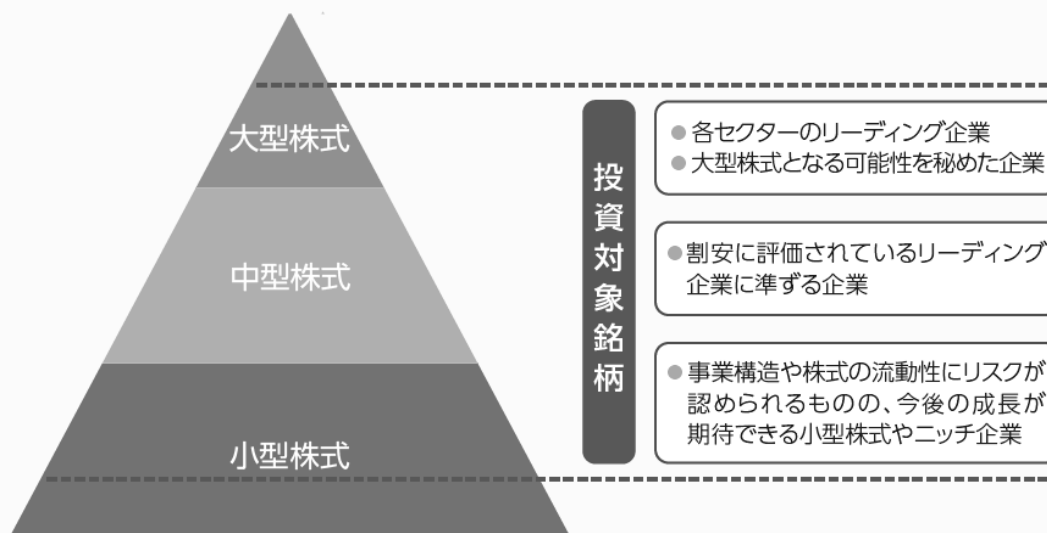 大型株式
中型株式
小型株式
投資対象銘柄
●各セクターのリーディング企業
●大型株式となる可能性を秘めた企業
●割安に評価されているリーディング
企業に準ずる企業
●事業構造や株式の流動性にリスクが
認められるものの、今後の成長が
期待できる小型株式やニッチ企業